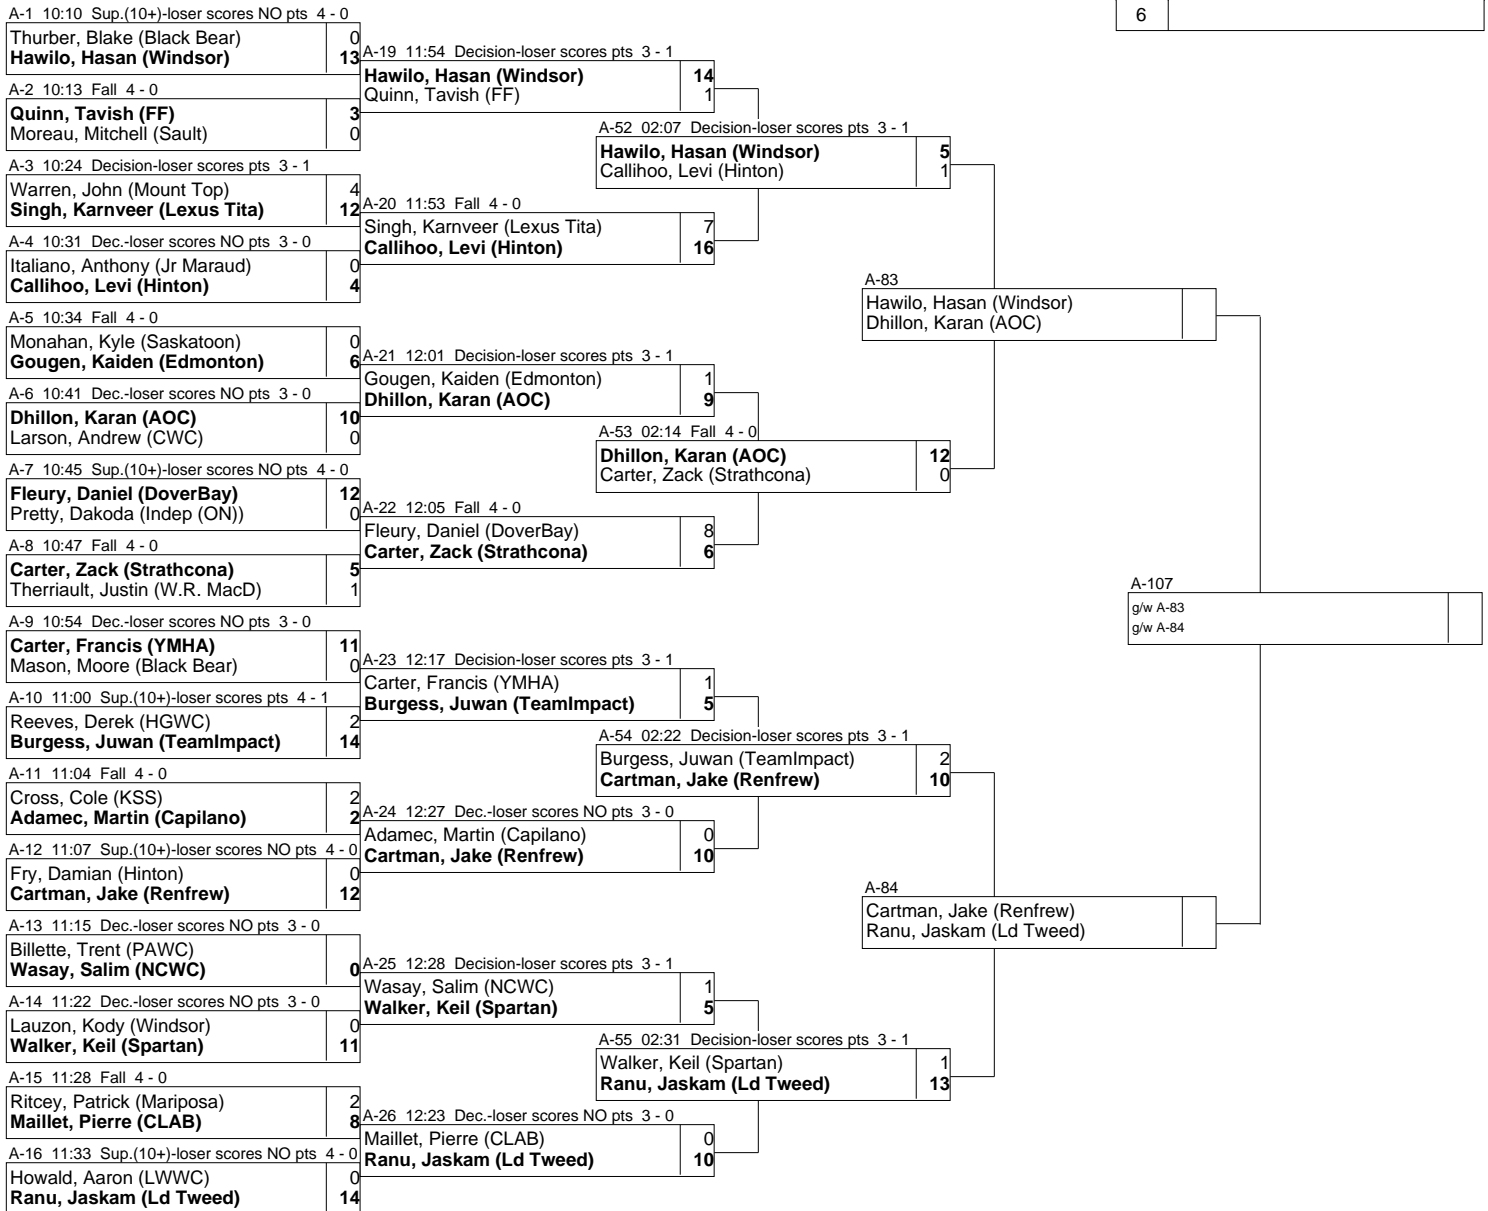 6
A-1 10:10 Sup.(10+)-loser scores NO pts 4 - 0
Thurber, Blake (Black Bear) 0
Hawilo, Hasan (Windsor) 13
A-2 10:13 Fall 4 - 0
Quinn, Tavish (FF) 3
Moreau, Mitchell (Sault) 0
A-3 10:24 Decision-loser scores pts 3 - 1
Warren, John (Mount Top) 4
Singh, Karnveer (Lexus Tita) 12
A-4 10:31 Dec.-loser scores NO pts 3 - 0
Italiano, Anthony (Jr Maraud) 0
Callihoo, Levi (Hinton) 4
A-5 10:34 Fall 4 - 0
Monahan, Kyle (Saskatoon) 0
Gougen, Kaiden (Edmonton) 6
A-6 10:41 Dec.-loser scores NO pts 3 - 0
Dhillon, Karan (AOC) 10
Larson, Andrew (CWC) 0
A-7 10:45 Sup.(10+)-loser scores NO pts 4 - 0
Fleury, Daniel (DoverBay) 12
Pretty, Dakoda (Indep (ON)) 0
A-8 10:47 Fall 4 - 0
Carter, Zack (Strathcona) 5
Therriault, Justin (W.R. MacD) 1
A-9 10:54 Dec.-loser scores NO pts 3 - 0
Carter, Francis (YMHA) 11
Mason, Moore (Black Bear) 0
A-10 11:00 Sup.(10+)-loser scores pts 4 - 1
Reeves, Derek (HGWC) 2
Burgess, Juwan (TeamImpact) 14
A-11 11:04 Fall 4 - 0
Cross, Cole (KSS) 2
Adamec, Martin (Capilano) 2
A-12 11:07 Sup.(10+)-loser scores NO pts 4 - 0
Fry, Damian (Hinton) 0
Cartman, Jake (Renfrew) 12
A-13 11:15 Dec.-loser scores NO pts 3 - 0
Billette, Trent (PAWC)
Wasay, Salim (NCWC) 0
A-14 11:22 Dec.-loser scores NO pts 3 - 0
Lauzon, Kody (Windsor) 0
Walker, Keil (Spartan) 11
A-15 11:28 Fall 4 - 0
Ritcey, Patrick (Mariposa) 2
Maillet, Pierre (CLAB) 8
A-16 11:33 Sup.(10+)-loser scores NO pts 4 - 0
Howald, Aaron (LWWC) 0
Ranu, Jaskam (Ld Tweed) 14
A-19 11:54 Decision-loser scores pts 3 - 1
Hawilo, Hasan (Windsor) 14
Quinn, Tavish (FF) 1
A-20 11:53 Fall 4 - 0
Singh, Karnveer (Lexus Tita) 7
Callihoo, Levi (Hinton) 16
A-21 12:01 Decision-loser scores pts 3 - 1
Gougen, Kaiden (Edmonton) 1
Dhillon, Karan (AOC) 9
A-22 12:05 Fall 4 - 0
Fleury, Daniel (DoverBay) 8
Carter, Zack (Strathcona) 6
A-23 12:17 Decision-loser scores pts 3 - 1
Carter, Francis (YMHA) 1
Burgess, Juwan (TeamImpact) 5
A-24 12:27 Dec.-loser scores NO pts 3 - 0
Adamec, Martin (Capilano) 0
Cartman, Jake (Renfrew) 10
A-25 12:28 Decision-loser scores pts 3 - 1
Wasay, Salim (NCWC) 1
Walker, Keil (Spartan) 5
A-26 12:23 Dec.-loser scores NO pts 3 - 0
Maillet, Pierre (CLAB) 0
Ranu, Jaskam (Ld Tweed) 10
A-52 02:07 Decision-loser scores pts 3 - 1
Hawilo, Hasan (Windsor) 5
Callihoo, Levi (Hinton) 1
A-53 02:14 Fall 4 - 0
Dhillon, Karan (AOC) 12
Carter, Zack (Strathcona) 0
A-54 02:22 Decision-loser scores pts 3 - 1
Burgess, Juwan (TeamImpact) 2
Cartman, Jake (Renfrew) 10
A-55 02:31 Decision-loser scores pts 3 - 1
Walker, Keil (Spartan) 1
Ranu, Jaskam (Ld Tweed) 13
A-83
Hawilo, Hasan (Windsor)
Dhillon, Karan (AOC)
A-84
Cartman, Jake (Renfrew)
Ranu, Jaskam (Ld Tweed)
A-107
g/w A-83
g/w A-84